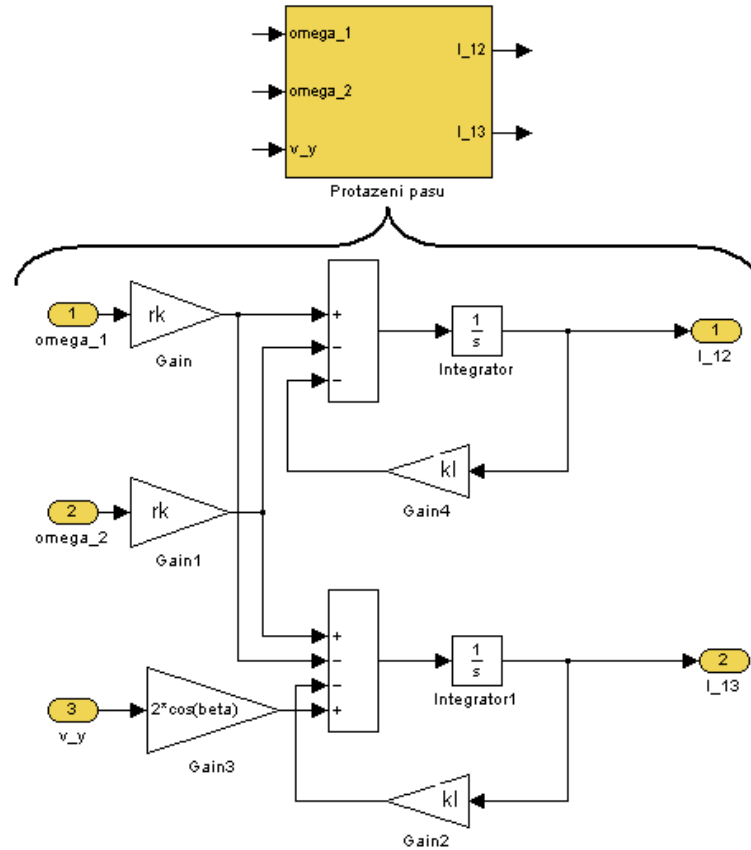 omega_1
l_12
omega_2
l_13
v_y
Protazeni pasu
1
omega_1
rk
Gain
+
−
−
1
s
Integrator
1
l_12
kl
Gain4
2
omega_2
rk
Gain1
+
−
−
+
1
s
Integrator1
2
l_13
3
v_y
2*cos(beta)
Gain3
kl
Gain2